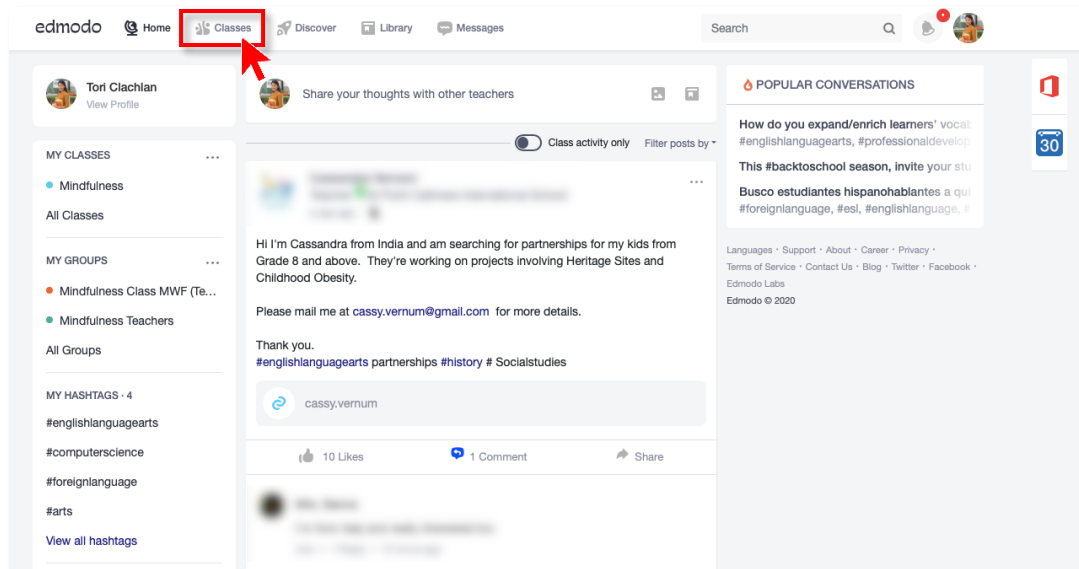 edmodo
Home
Classes
Discover
Library
Messages
Search
Tori Clachlan
View Profile
MY CLASSES
Mindfulness
All Classes
MY GROUPS
Mindfulness Class MWF (Te...
Mindfulness Teachers
All Groups
MY HASHTAGS · 4
#englishlanguagearts
#computerscience
#foreignlanguage
#arts
View all hashtags
Share your thoughts with other teachers
Class activity only
Filter posts by
Hi I'm Cassandra from India and am searching for partnerships for my kids from
Grade 8 and above.  They're working on projects involving Heritage Sites and
Childhood Obesity.
Please mail me at cassy.vernum@gmail.com  for more details.
Thank you.
#englishlanguagearts partnerships #history # Socialstudies
cassy.vernum
10 Likes
1 Comment
Share
POPULAR CONVERSATIONS
How do you expand/enrich learners' vocab
#englishlanguagearts, #professionaldevelop
This #backtoschool season, invite your stu
Busco estudiantes hispanohablantes a qui
#foreignlanguage, #esl, #englishlanguage, #
Languages · Support · About · Career · Privacy ·
Terms of Service · Contact Us · Blog · Twitter · Facebook ·
Edmodo Labs
Edmodo © 2020
30